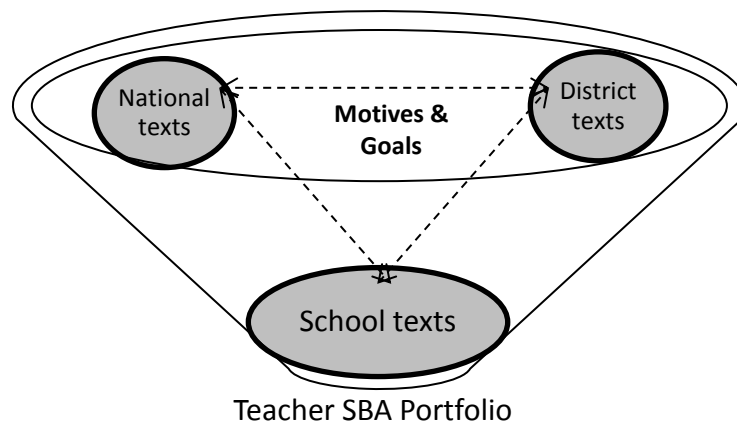 National
texts
Motives &
Goals
District
texts
School texts
Teacher SBA Portfolio